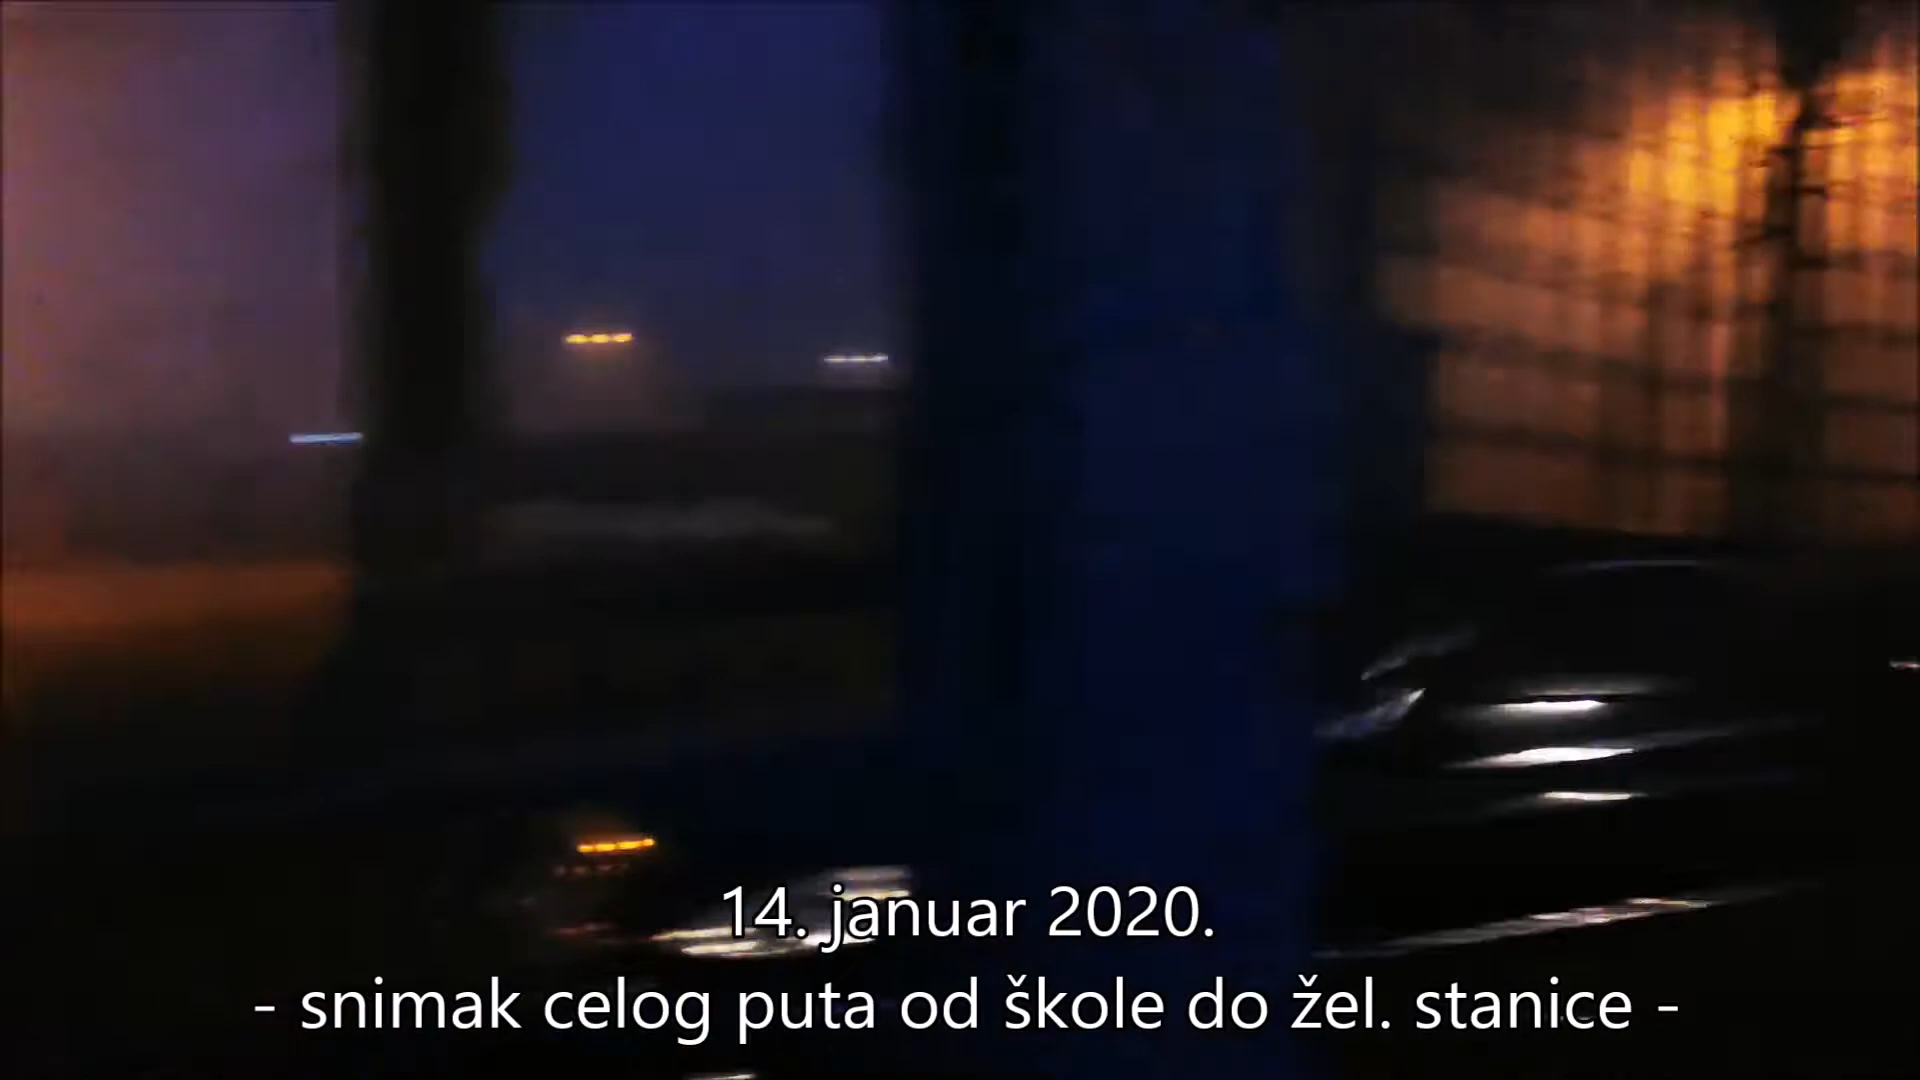 14. januar 2020.
- snimak celog puta od škole do žel. stanice -